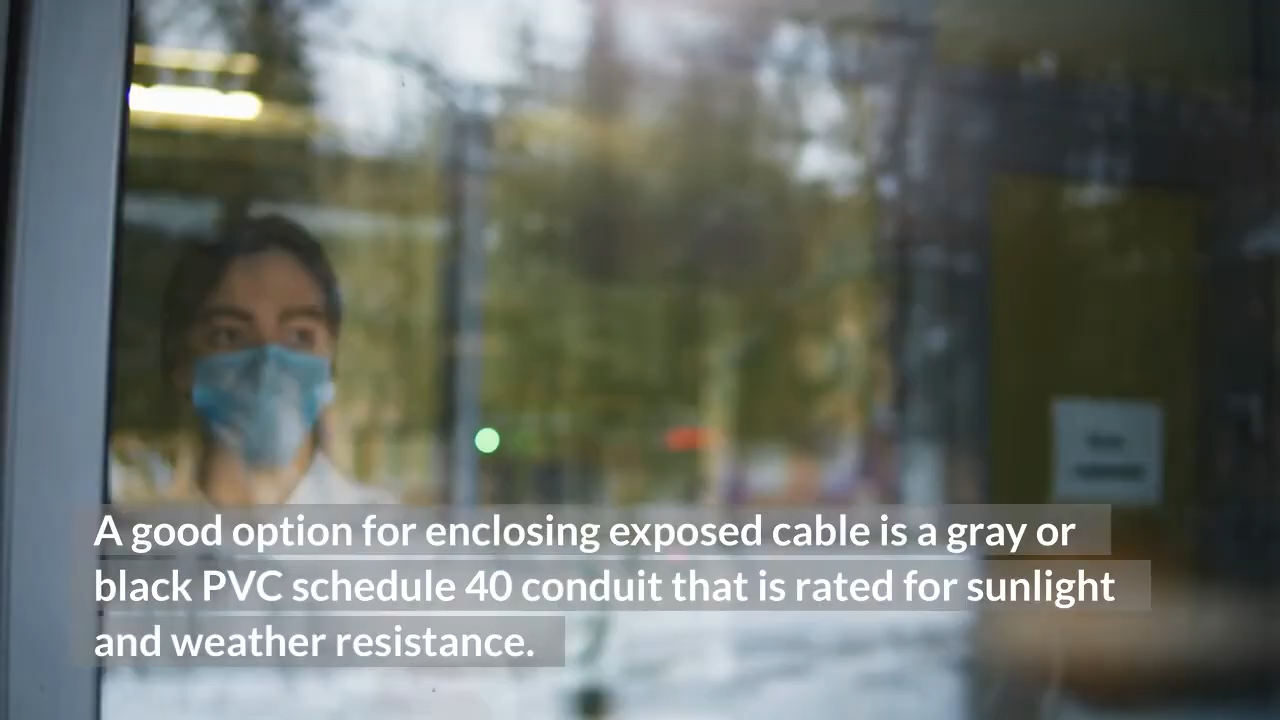 A good option for enclosing exposed cable is a gray or
black PVC schedule 40 conduit that is rated for sunlight
and weather resistance.